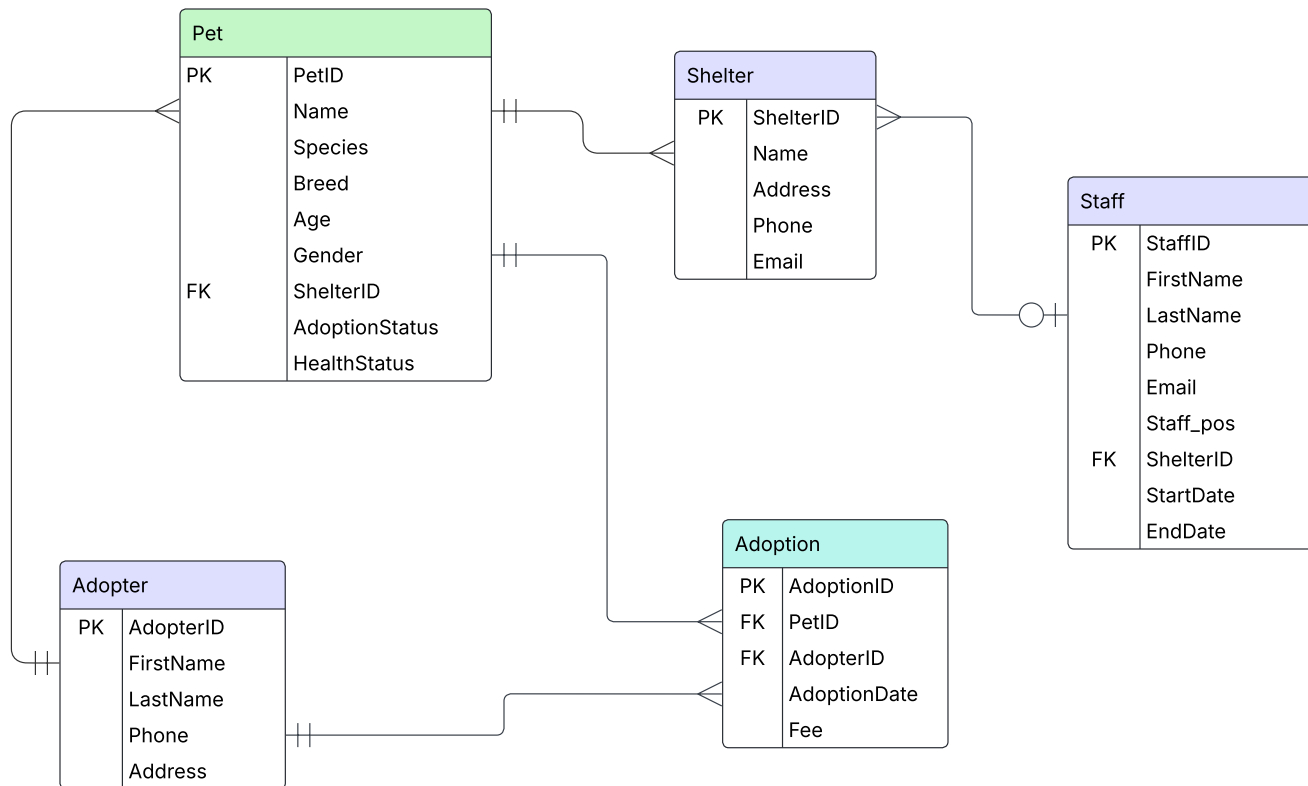 Pet
PK PetID
Name
Species
Breed
Age
Gender
FK ShelterID
AdoptionStatus
HealthStatus
Shelter
PK ShelterID
Name
Address
Phone
Email
Staff
PK StaffID
FirstName
LastName
Phone
Email
Staff_pos
FK ShelterID
StartDate
EndDate
Adopter
PK AdopterID
FirstName
LastName
Phone
Address
Adoption
PK AdoptionID
FK PetID
FK AdopterID
AdoptionDate
Fee